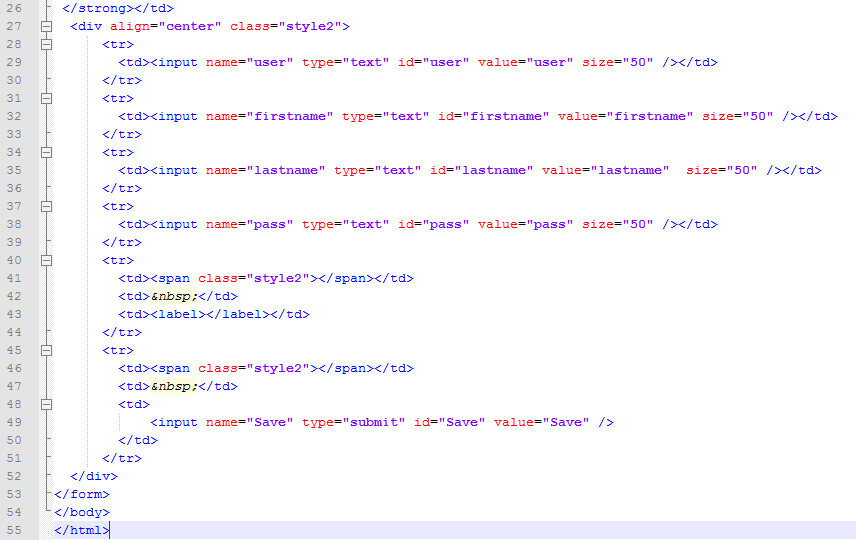 26 </strong></td>
27 <div align="center" class="style2">
28 <tr>
29 <td><input name="user" type="text" id="user" value="user" size="50" /></td>
30 </tr>
31 <tr>
32 <td><input name="firstname" type="text" id="firstname" value="firstname" size="50" /></td>
33 </tr>
34 <tr>
35 <td><input name="lastname" type="text" id="lastname" value="lastname"  size="50" /></td>
36 </tr>
37 <tr>
38 <td><input name="pass" type="text" id="pass" value="pass" size="50" /></td>
39 </tr>
40 <tr>
41 <td><span class="style2"></span></td>
42 <td>&nbsp;</td>
43 <td><label></label></td>
44 </tr>
45 <tr>
46 <td><span class="style2"></span></td>
47 <td>&nbsp;</td>
48 <td>
49 <input name="Save" type="submit" id="Save" value="Save" />
50 </td>
51 </tr>
52 </div>
53 </form>
54 </body>
55 </html>